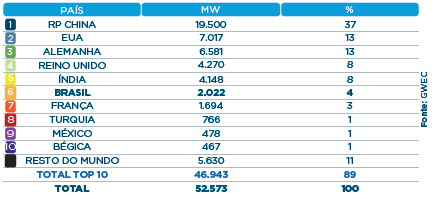 PAÍS MW %
1 RP CHINA 19.500 37
2 EUA 7.017 13
3 ALEMANHA 6.581 13
4 REINO UNIDO 4.270 8
5 ÍNDIA 4.148 8
6 BRASIL 2.022 4
7 FRANÇA 1.694 3
8 TURQUIA 766 1
9 MÉXICO 478 1
10 BÉGICA 467 1
RESTO DO MUNDO 5.630 11
TOTAL TOP 10 46.943 89
TOTAL 52.573 100
Fonte: GWEC